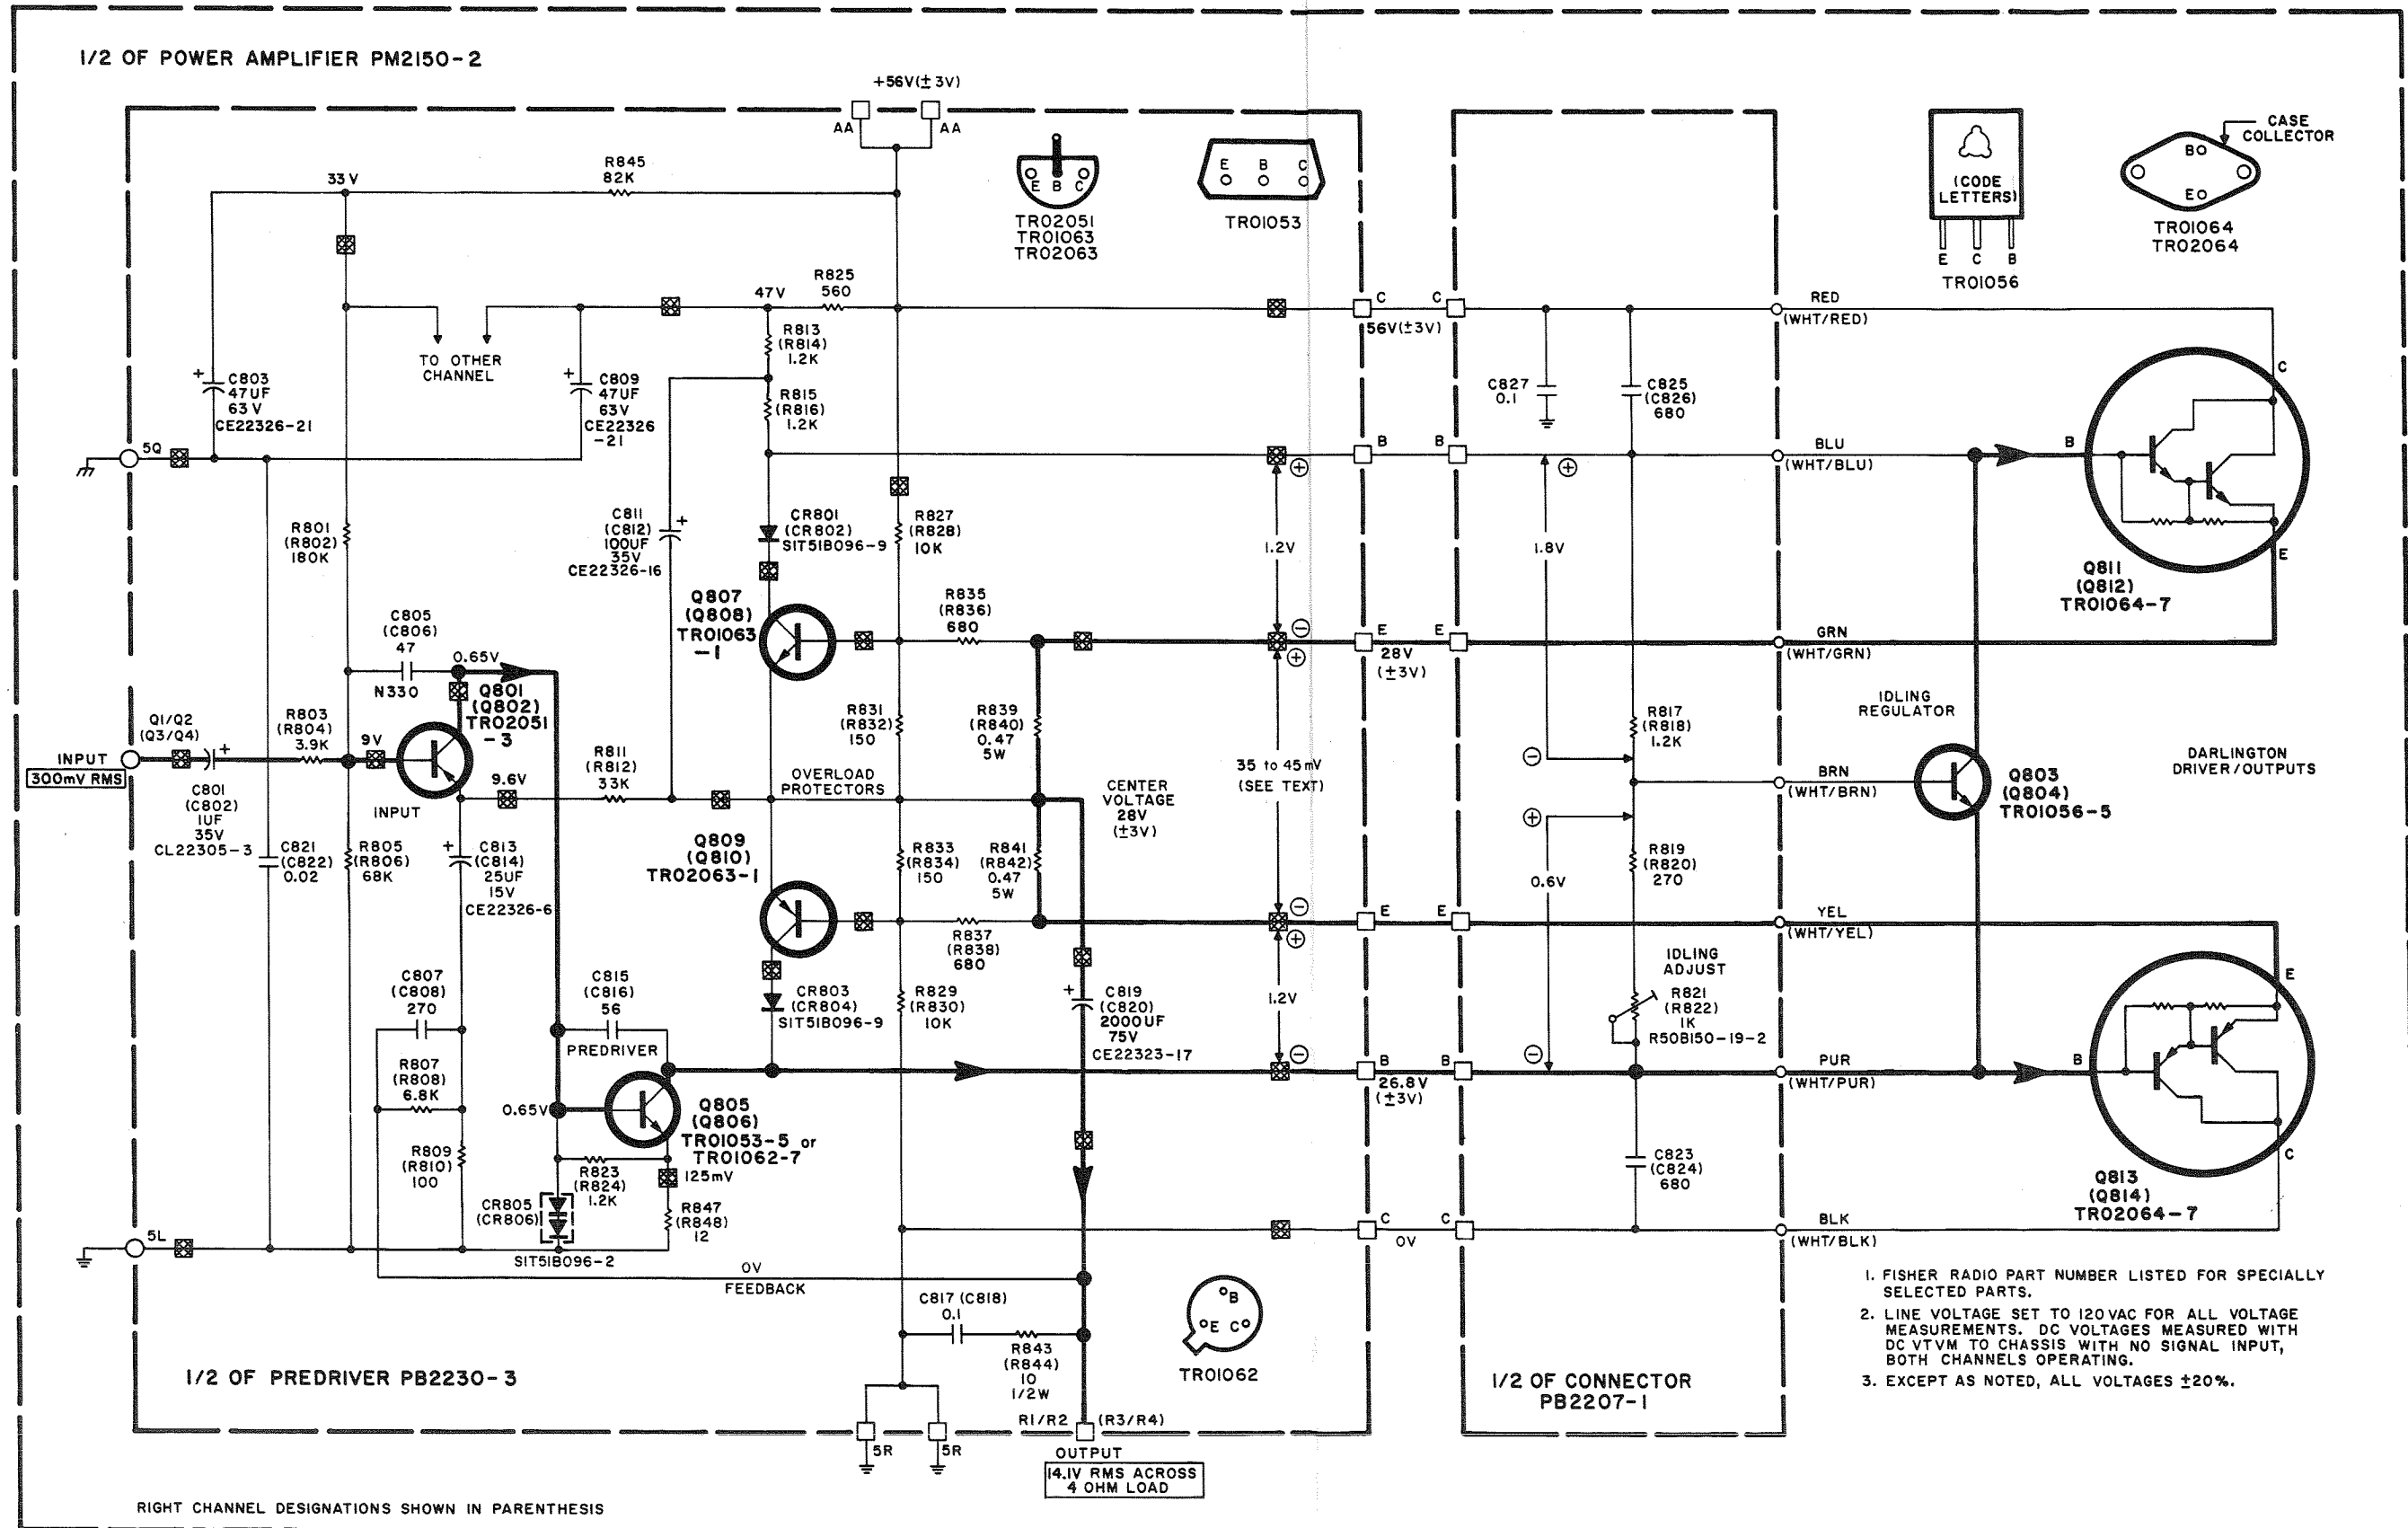 1/2 OF POWER AMPLIFIER PM2150-2
+56V(±3V)
AA
AA
33V
R845
82K
E B C
TR02051
TR01063
TR02063
E B C
TR01053
(CODE
LETTERS)
E C B
TR01056
CASE
COLLECTOR
B
E
TR01064
TR02064
47V
R825
560
TO OTHER
CHANNEL
C803
47UF
63V
CE22326-21
+
C809
47UF
63V
CE22326
-21
+
R813
(R814)
1.2K
R815
(R816)
1.2K
C
56V(±3V)
C
RED
(WHT/RED)
C827
0.1
C825
(C826)
680
5Q
B
B
BLU
(WHT/BLU)
B
C
E
Q811
(Q812)
TR01064-7
R801
(R802)
180K
C811
(C812)
100UF
35V
CE22326-16
+
CR801
(CR802)
SIT51B096-9
R827
(R828)
10K
+
1.2V
-
+
1.8V
-
Q807
(Q808)
TR01063
-1
R835
(R836)
680
E
28V
(±3V)
E
GRN
(WHT/GRN)
C805
(C806)
47
N330
0.65V
Q801
(Q802)
TR02051
-3
Q1/Q2
(Q3/Q4)
INPUT
300mV RMS
C801
(C802)
1UF
35V
CL22305-3
+
R803
(R804)
3.9K
9V
INPUT
9.6V
R811
(R812)
33K
OVERLOAD
PROTECTORS
R831
(R832)
150
R839
(R840)
0.47
5W
CENTER
VOLTAGE
28V
(±3V)
+
35 to 45mV
(SEE TEXT)
-
R817
(R818)
1.2K
BRN
(WHT/BRN)
IDLING
REGULATOR
Q803
(Q804)
TR01056-5
DARLINGTON
DRIVER/OUTPUTS
C821
(C822)
0.02
R805
(R806)
68K
C813
(C814)
25UF
15V
CE22326-6
+
Q809
(Q810)
TR02063-1
R833
(R834)
150
R841
(R842)
0.47
5W
+
0.6V
-
R819
(R820)
270
R837
(R838)
680
E
E
YEL
(WHT/YEL)
IDLING
ADJUST
R821
(R822)
1K
R50B150-19-2
C807
(C808)
270
C815
(C816)
56
PREDRIVER
CR803
(CR804)
SIT51B096-9
R829
(R830)
10K
C819
(C820)
2000UF
75V
CE22323-17
+
+
1.2V
-
B
26.8V
(±3V)
B
PUR
(WHT/PUR)
B
E
C
Q813
(Q814)
TR02064-7
R807
(R808)
6.8K
0.65V
Q805
(Q806)
TR01053-5 or
TR01062-7
125mV
R809
(R810)
100
CR805
(CR806)
SIT51B096-2
R823
(R824)
1.2K
R847
(R848)
12
C823
(C824)
680
C
0V
C
BLK
(WHT/BLK)
5L
0V
FEEDBACK
C817 (C818)
0.1
R843
(R844)
10
1/2W
B
E C
TR01062
1/2 OF PREDRIVER PB2230-3
1/2 OF CONNECTOR
PB2207-1
1. FISHER RADIO PART NUMBER LISTED FOR SPECIALLY
SELECTED PARTS.
2. LINE VOLTAGE SET TO 120VAC FOR ALL VOLTAGE
MEASUREMENTS. DC VOLTAGES MEASURED WITH
DC VTVM TO CHASSIS WITH NO SIGNAL INPUT,
BOTH CHANNELS OPERATING.
3. EXCEPT AS NOTED, ALL VOLTAGES ±20%.
5R
5R
R1/R2
(R3/R4)
OUTPUT
14.1V RMS ACROSS
4 OHM LOAD
RIGHT CHANNEL DESIGNATIONS SHOWN IN PARENTHESIS